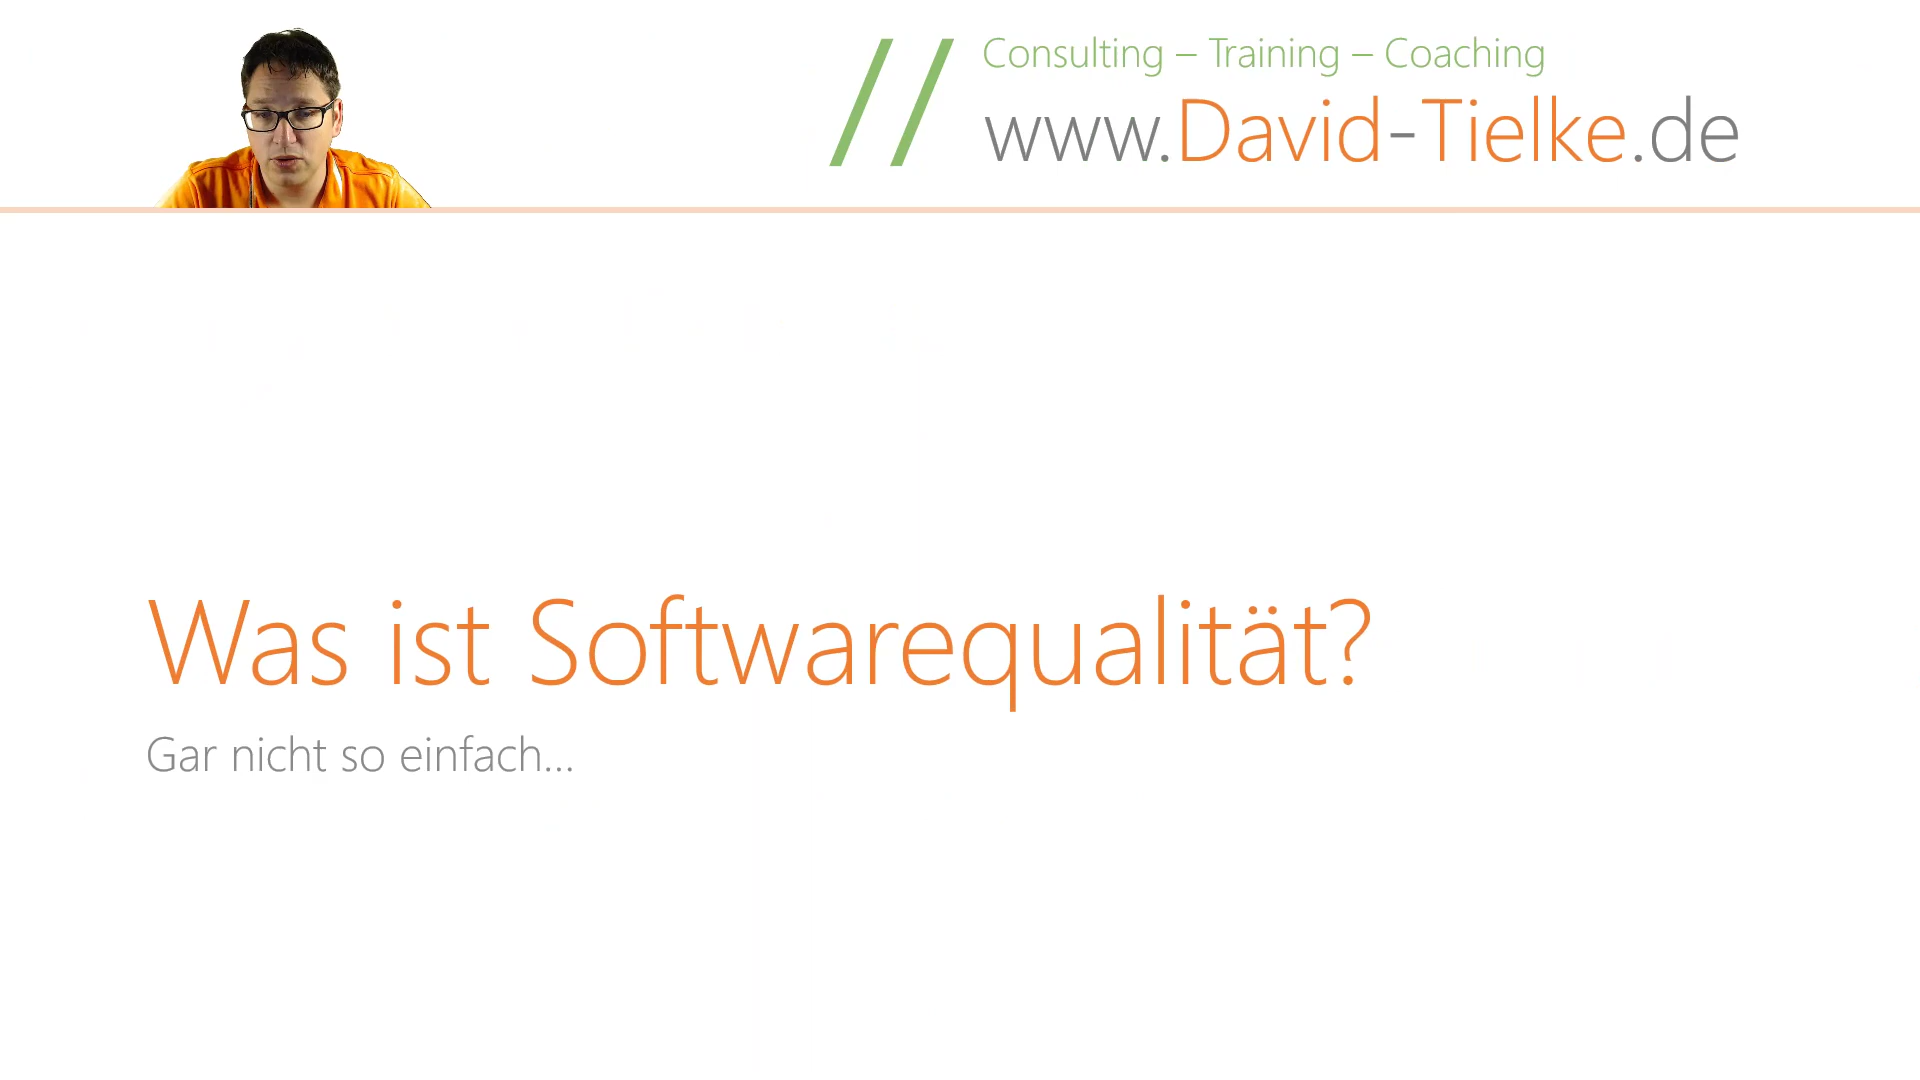 // Consulting – Training – Coaching
www.David-Tielke.de
Was ist Softwarequalität?
Gar nicht so einfach...